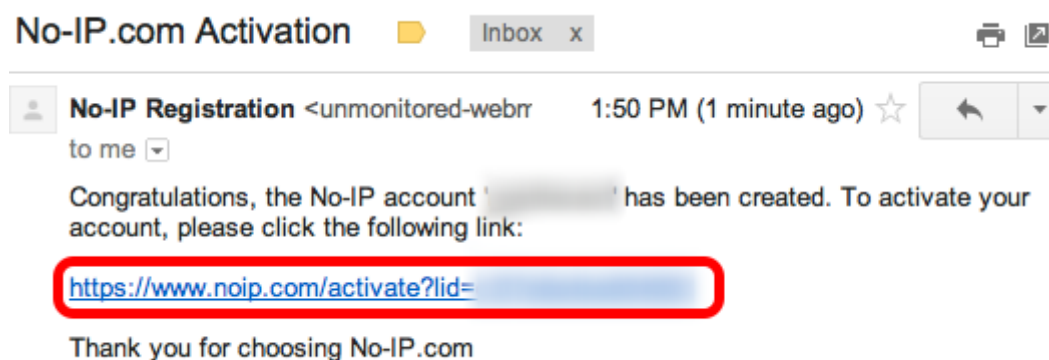 No-IP.com Activation Inbox x
No-IP Registration <unmonitored-webm 1:50 PM (1 minute ago)
to me
Congratulations, the No-IP account ' ' has been created. To activate your
account, please click the following link:
https://www.noip.com/activate?lid=
Thank you for choosing No-IP.com